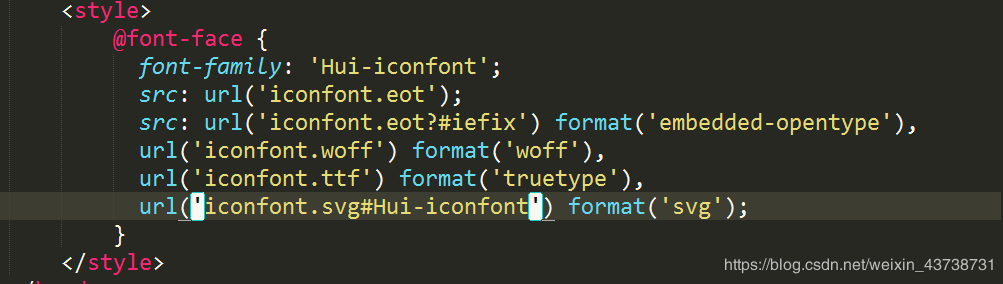 <style>
@font-face {
font-family: 'Hui-iconfont';
src: url('iconfont.eot');
src: url('iconfont.eot?#iefix') format('embedded-opentype'),
url('iconfont.woff') format('woff'),
url('iconfont.ttf') format('truetype'),
url('iconfont.svg#Hui-iconfont') format('svg');
}
</style>
https://blog.csdn.net/weixin_43738731